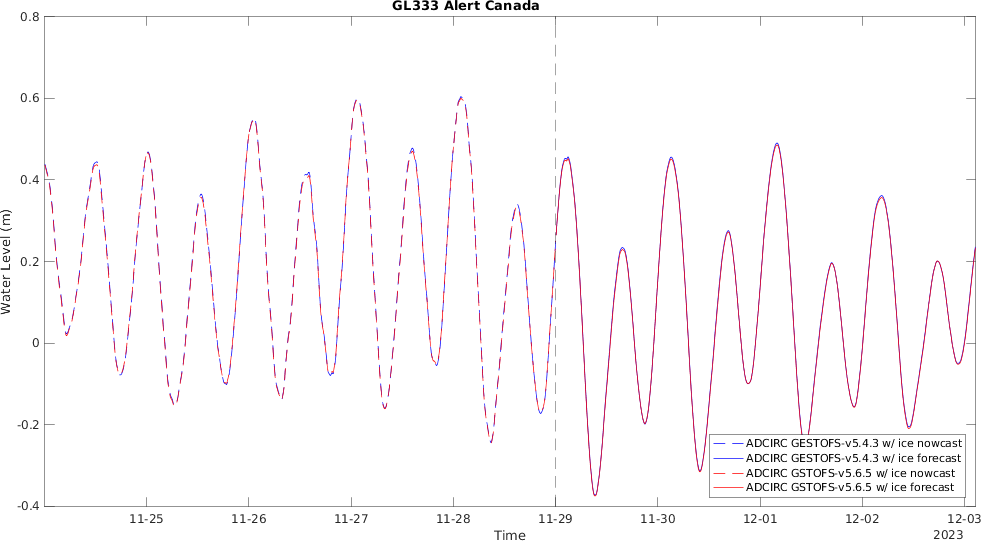 GL333 Alert Canada
0.8
0.6
0.4
0.2
0
-0.2
-0.4
Water Level (m)
ADCIRC GESTOFS-v5.4.3 w/ ice nowcast
ADCIRC GESTOFS-v5.4.3 w/ ice forecast
ADCIRC GSTOFS-v5.6.5 w/ ice nowcast
ADCIRC GSTOFS-v5.6.5 w/ ice forecast
11-25 11-26 11-27 11-28 11-29 11-30 12-01 12-02 12-03
Time
2023